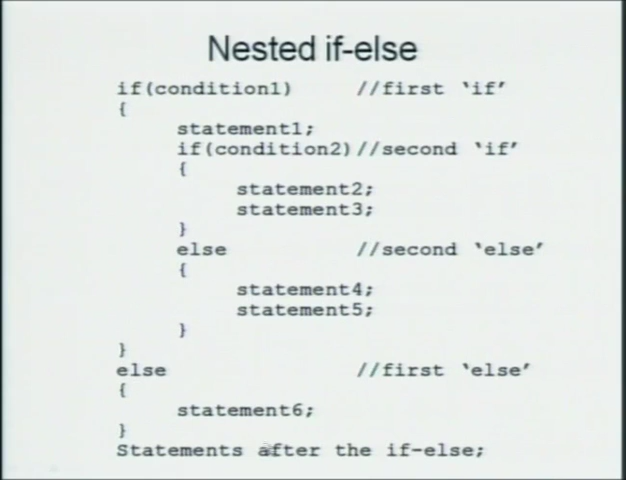 Nested if-else
if(condition1) //first ‘if’
{
statement1;
if(condition2) //second ‘if’
{
statement2;
statement3;
}
else //second ‘else’
{
statement4;
statement5;
}
}
else //first ‘else’
{
statement6;
}
Statements after the if-else;